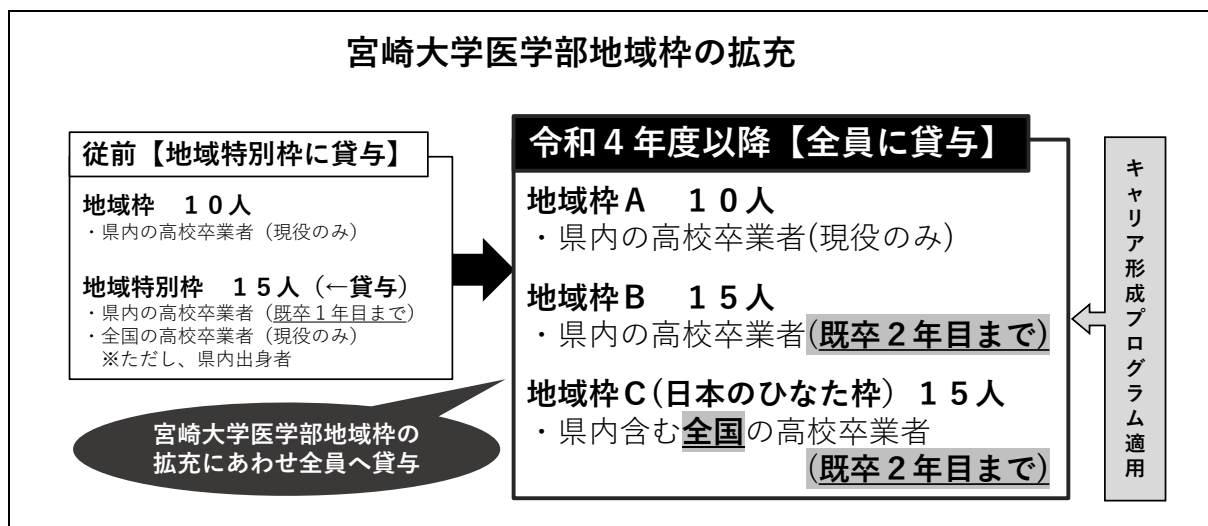 宮崎大学医学部地域枠の拡充
従前【地域特別枠に貸与】
地域枠 10人
・県内の高校卒業者（現役のみ）
地域特別枠 15人（←貸与）
・県内の高校卒業者（既卒1年目まで）
・全国の高校卒業者（現役のみ）
※ただし、県内出身者
宮崎大学医学部地域枠の
拡充にあわせ全員へ貸与
令和４年度以降【全員に貸与】
地域枠Ａ １０人
・県内の高校卒業者(現役のみ)
地域枠Ｂ １５人
・県内の高校卒業者(既卒２年目まで)
地域枠Ｃ(日本のひなた枠）１５人
・県内含む全国の高校卒業者
(既卒２年目まで)
キャリア形成プログラム適用